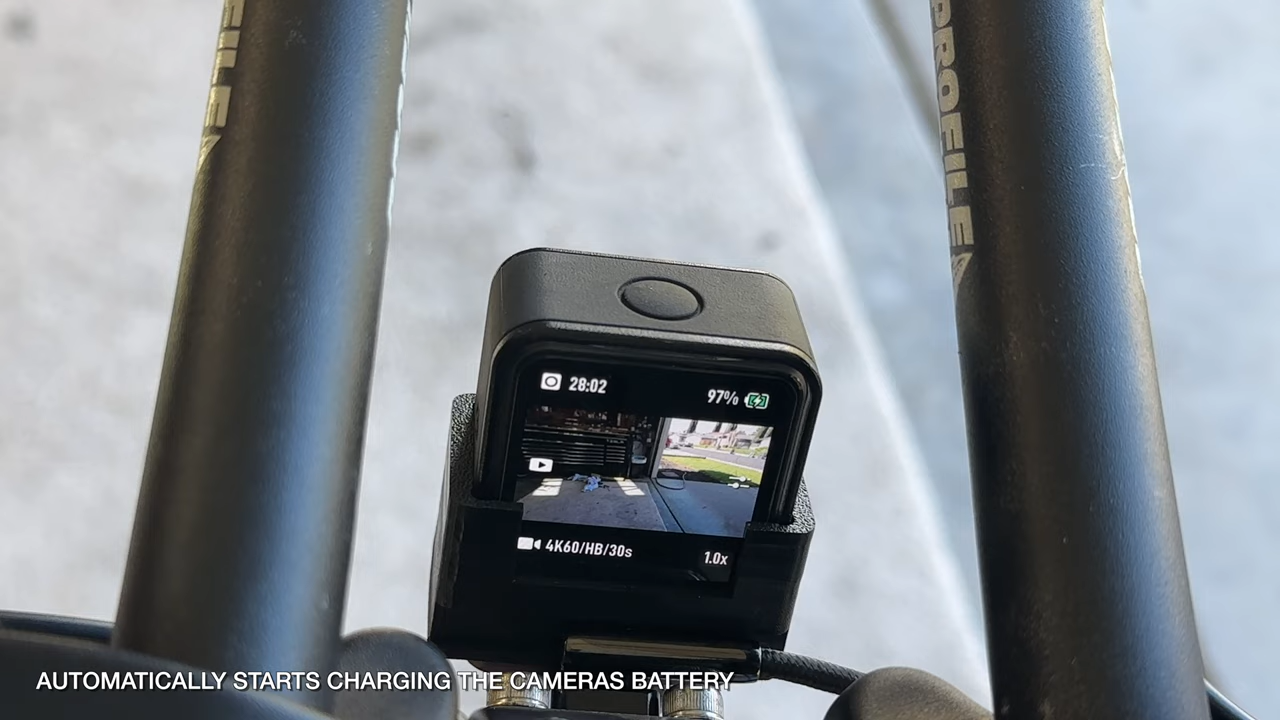 PROFILE
28:02
97%
4K60/HB/30s
1.0x
AUTOMATICALLY STARTS CHARGING THE CAMERAS BATTERY